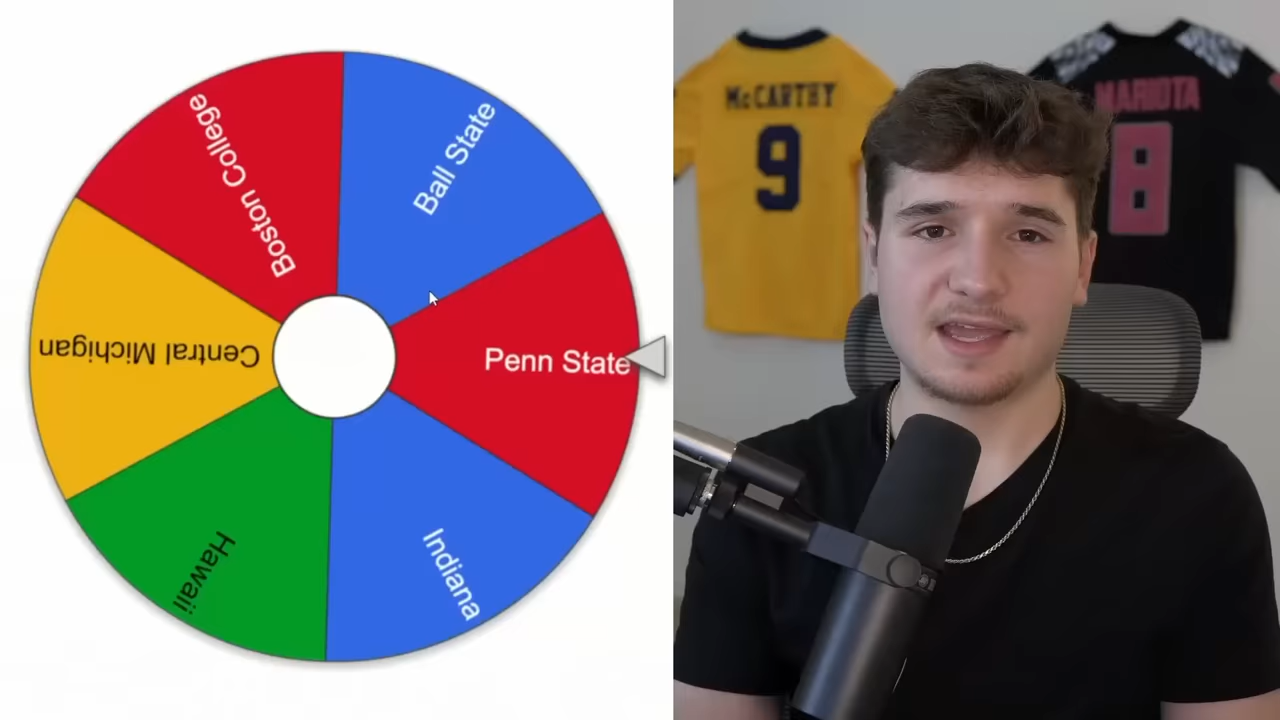 Boston College
Ball State
Central Michigan
Penn State
Hawaii
Indiana
McCARTHY
9
MARIOTA
8